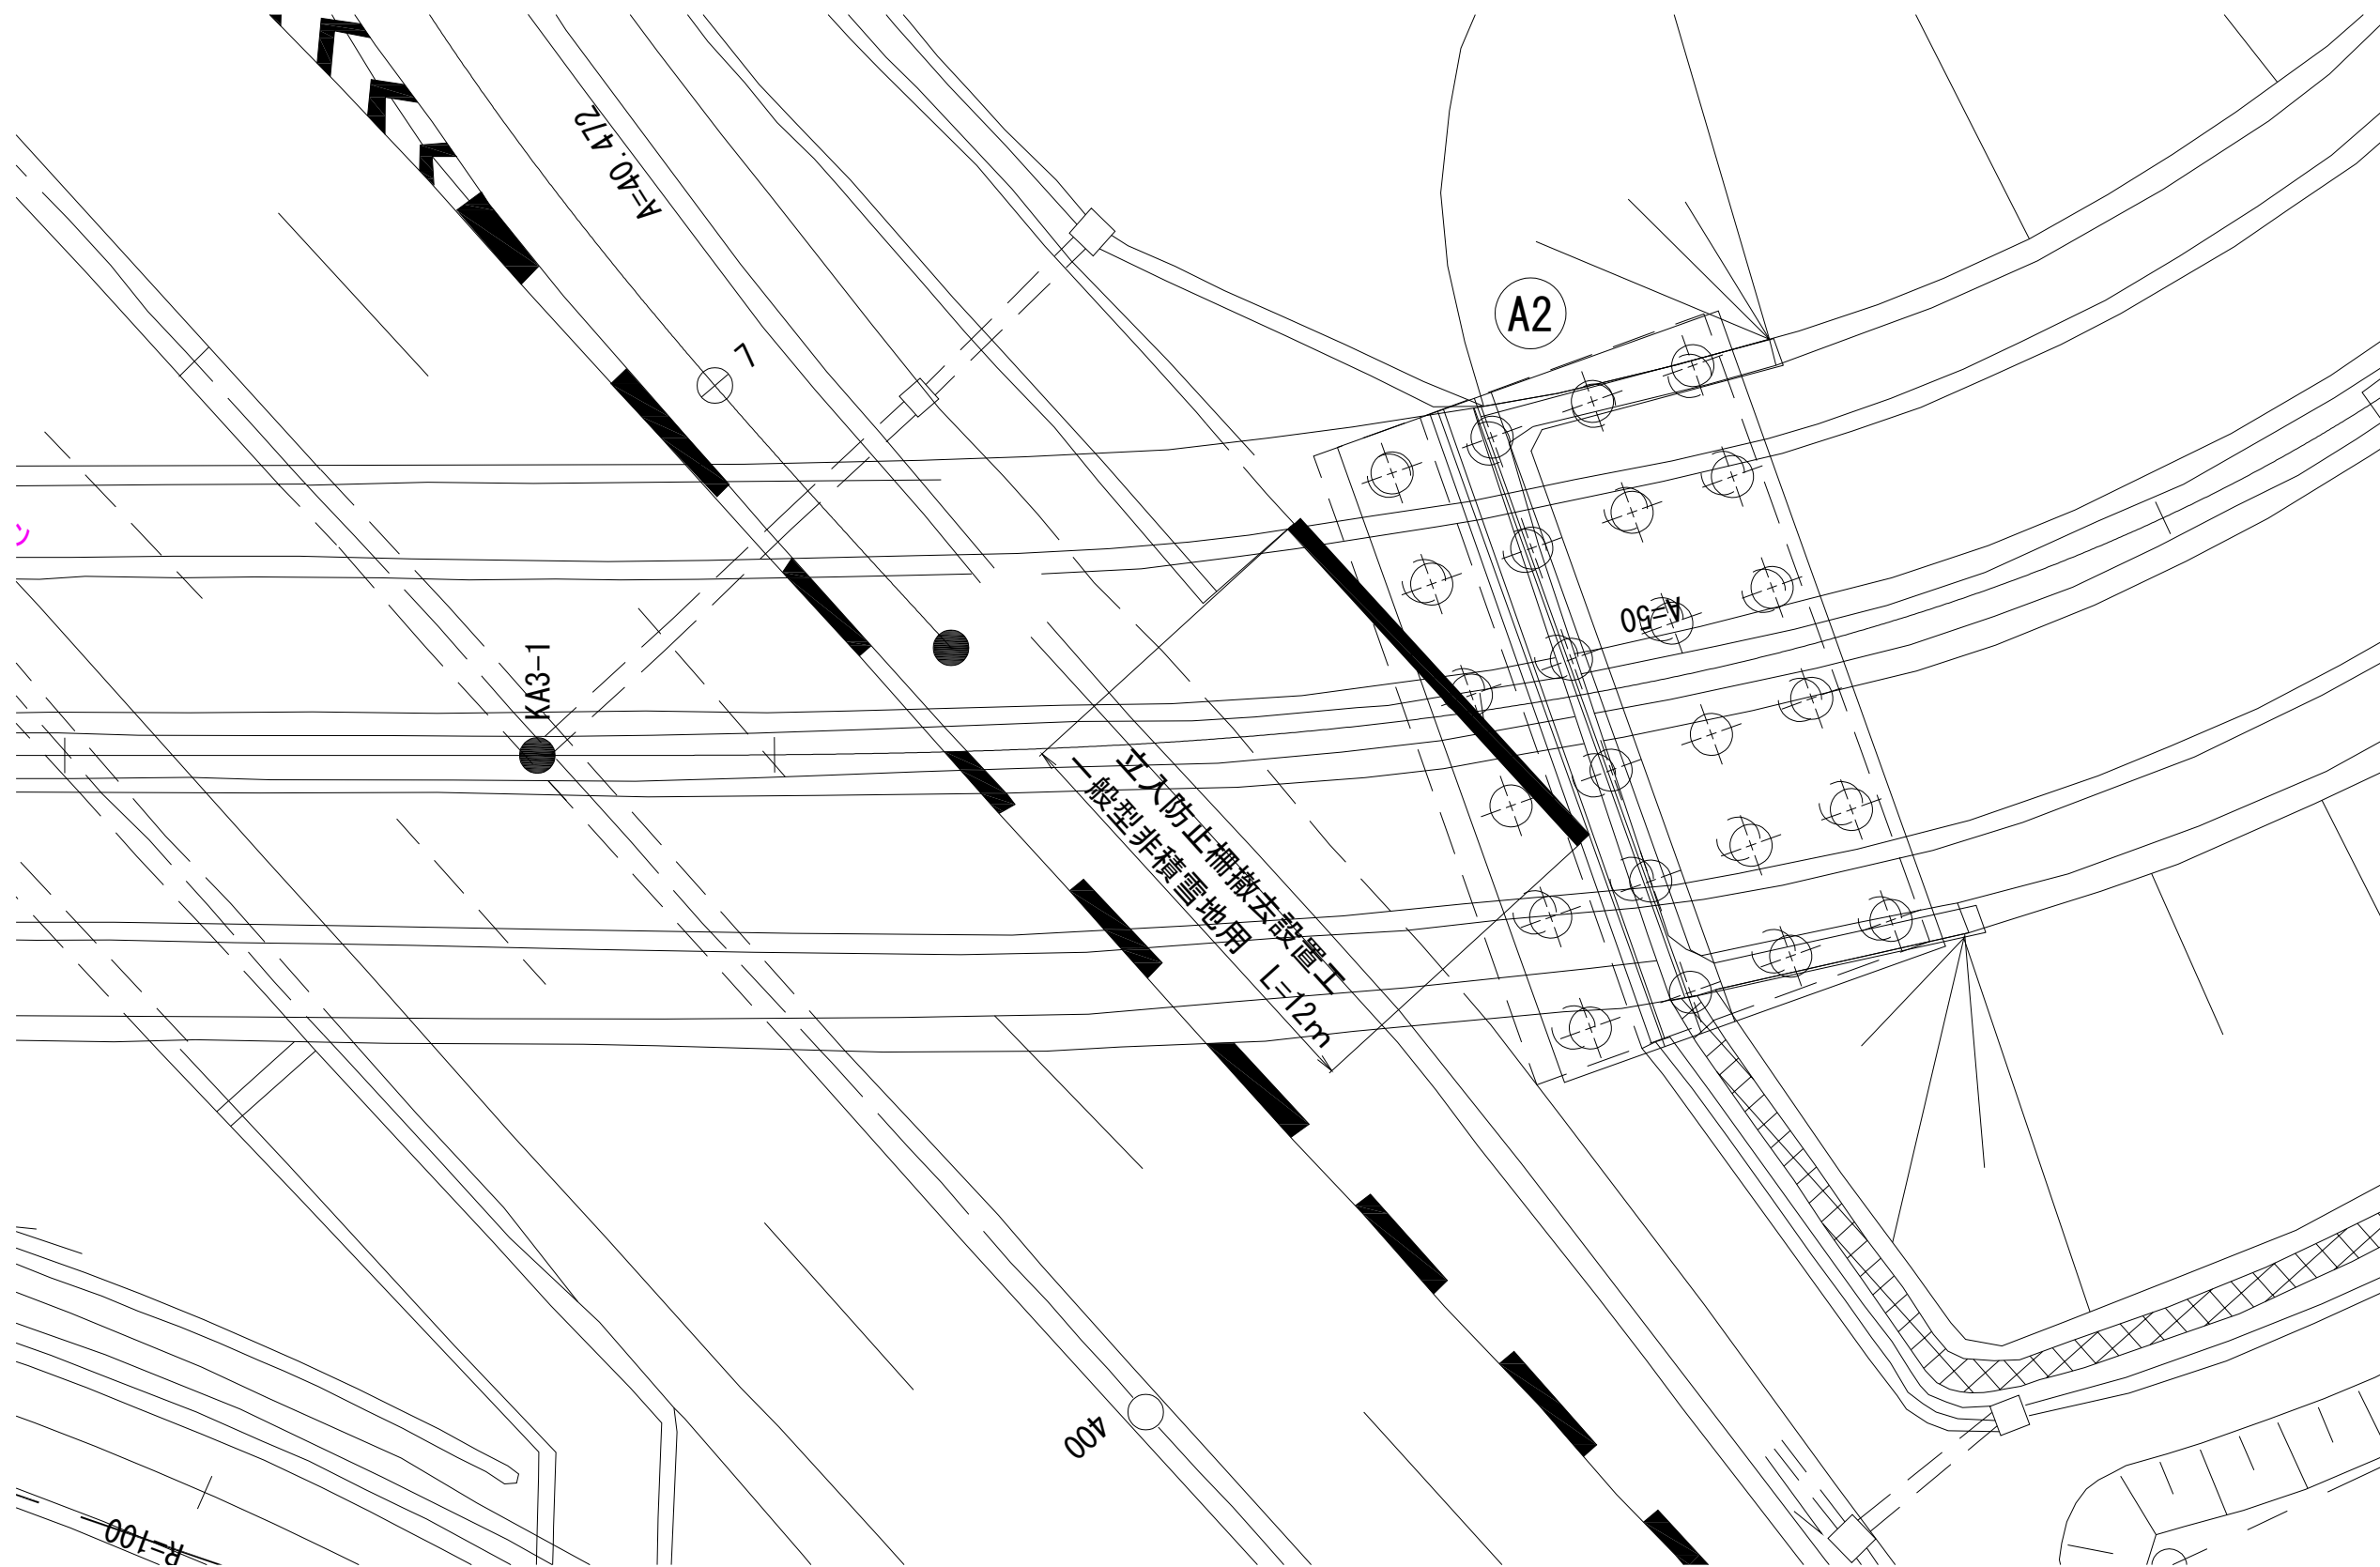 A=40.472
A2
7
ン
A=50
KA3-1
立入防止柵撤去設置工
一般型非積雪地用 L=12m
400
R=100